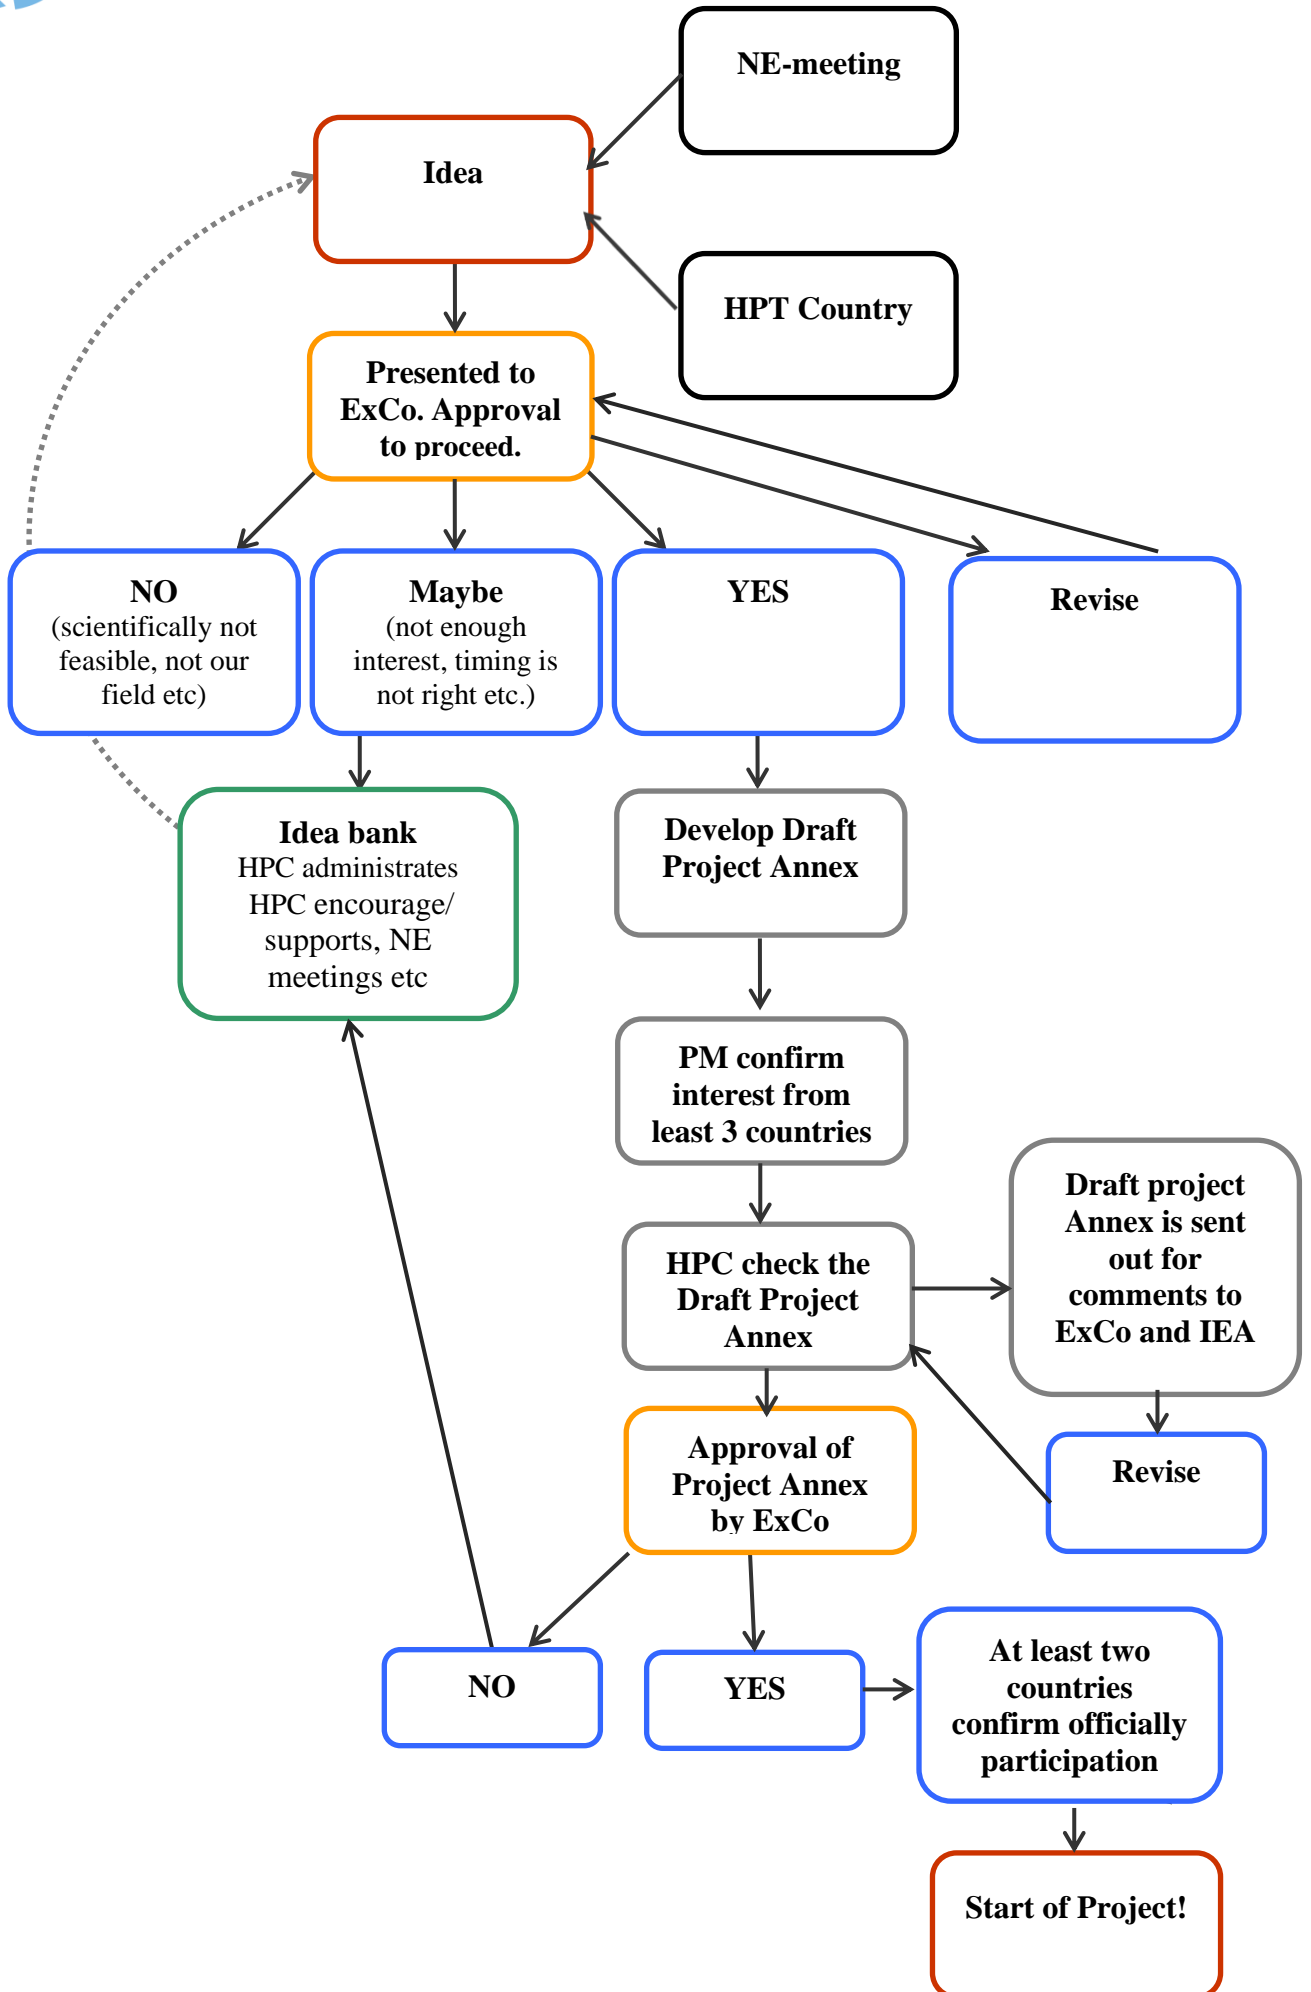 NE-meeting
Idea
HPT Country
Presented to
ExCo. Approval
to proceed.
NO
(scientifically not
feasible, not our
field etc)
Maybe
(not enough
interest, timing is
not right etc.)
YES
Revise
Idea bank
HPC administrates
HPC encourage/
supports, NE
meetings etc
Develop Draft
Project Annex
PM confirm
interest from
least 3 countries
HPC check the
Draft Project
Annex
Draft project
Annex is sent
out for
comments to
ExCo and IEA
Revise
Approval of
Project Annex
by ExCo
NO
YES
At least two
countries
confirm officially
participation
Start of Project!